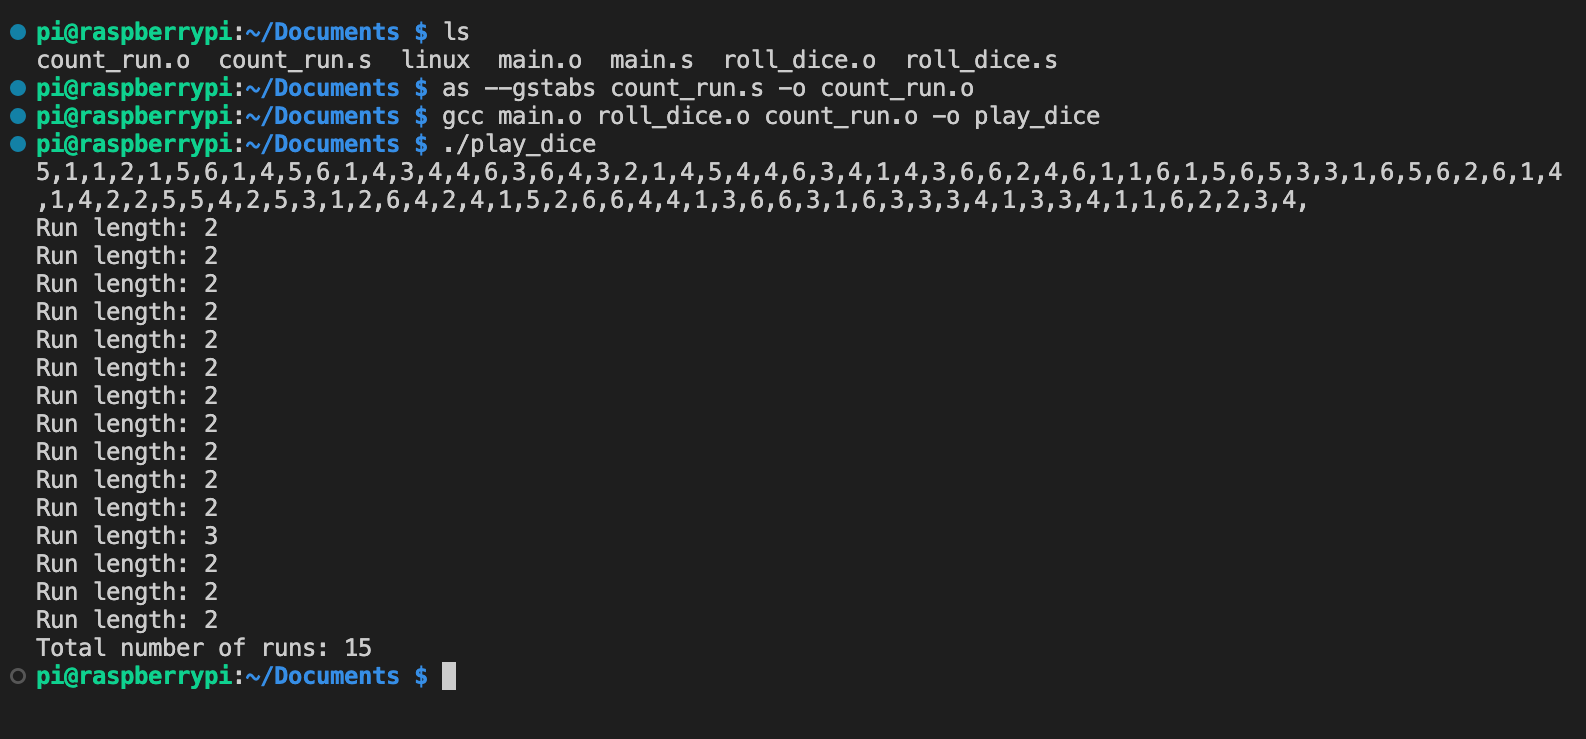 pi@raspberrypi:~/Documents $ ls
count_run.o  count_run.s  linux  main.o  main.s  roll_dice.o  roll_dice.s
pi@raspberrypi:~/Documents $ as --gstabs count_run.s -o count_run.o
pi@raspberrypi:~/Documents $ gcc main.o roll_dice.o count_run.o -o play_dice
pi@raspberrypi:~/Documents $ ./play_dice
5,1,1,2,1,5,6,1,4,5,6,1,4,3,4,4,6,3,6,4,3,2,1,4,5,4,4,6,3,4,1,4,3,6,6,2,4,6,1,1,6,1,5,6,5,3,3,1,6,5,6,2,6,1,4
,1,4,2,2,5,5,4,2,5,3,1,2,6,4,2,4,1,5,2,6,6,4,4,1,3,6,6,3,1,6,3,3,3,4,1,3,3,4,1,1,6,2,2,3,4,
Run length: 2
Run length: 2
Run length: 2
Run length: 2
Run length: 2
Run length: 2
Run length: 2
Run length: 2
Run length: 2
Run length: 2
Run length: 2
Run length: 3
Run length: 2
Run length: 2
Run length: 2
Total number of runs: 15
pi@raspberrypi:~/Documents $